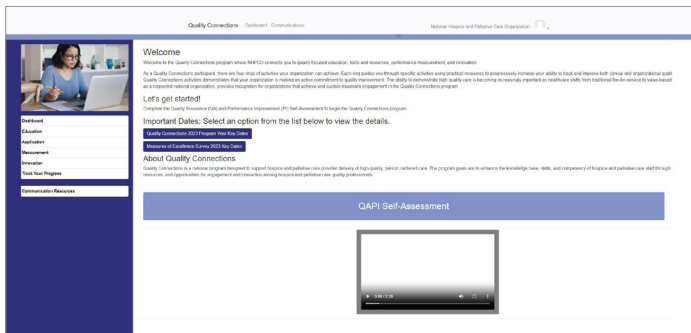 Quality Connections Dashboard Communications National Hospice and Palliative Care Organization
Welcome
Welcome to the Quality Connections program where NHPCO connects you to quality focused education, tools and resources, performance measurement, and innovation.
As a Quality Connections participant, there are four rings of activities your organization can achieve. Each ring guides you through specific activities using practical resources to progressively increase your ability to track and improve both clinical and organizational quali
Quality Connections activities demonstrates that your organization is making an active commitment to quality improvement. The ability to demonstrate high quality care is becoming increasingly important as healthcare shifts from traditional fee-for-service to value-based
as a respected national organization, provides recognition for organizations that achieve and sustain maximum engagement in the Quality Connections program.
Let's get started!
Complete the Quality Assurance (QA) and Performance Improvement (PI) Self-Assessment to begin the Quality Connections program
Important Dates: Select an option from the list below to view the details.
Quality Connections 2023 Program Year Key Dates
Measures of Excellence Survey 2023 Key Dates
About Quality Connections
Quality Connections is a national program designed to support hospice and palliative care provider delivery of high-quality, person centered care. The program goals are to enhance the knowledge base, skills, and competency of hospice and palliative care staff through
resources, and opportunities for engagement and interaction among hospice and palliative care quality professionals.
Dashboard
Education
Application
Measurement
Innovation
Track Your Progress
Communication Resources
QAPI Self-Assessment